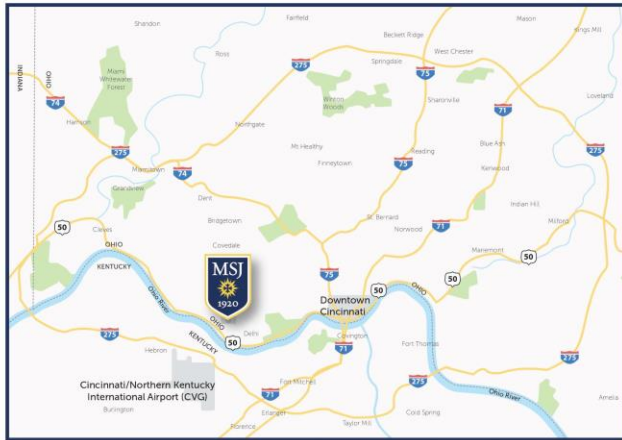 Shandon
Fairfield
Mason
Beckett Ridge
Kings Mill
Ross
West Chester
INDIANA
OHIO
275
Springdale
75
Miami
Whitewater
Forest
74
Winton
Woods
Sharonville
71
Loveland
Harrison
Northgate
275
Mt Healthy
Reading
Blue Ash
275
Finneytown
75
Miamitown
74
Kenwood
Grandview
Dent
Indian Hill
Bridgetown
St. Bernard
71
Milford
50
Cleves
Norwood
OHIO
Covedale
Mariemont
50
KENTUCKY
MSJ
1920
75
50
OHIO
50
Ohio River
Downtown
Cincinnati
OHIO
Delhi
KENTUCKY
50
Covington
275
Hebron
71
Fort Thomas
Cincinnati/Northern Kentucky
International Airport (CVG)
Fort Mitchell
275
71
Ohio River
Amelia
Burlington
Erlanger
Cold Spring
Taylor Mill
Florence